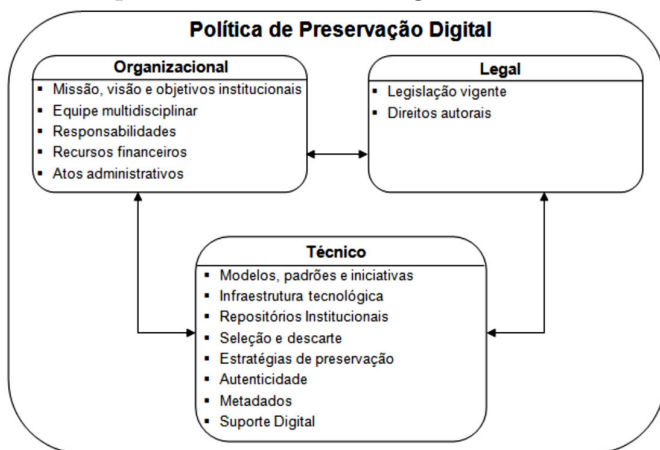 Política de Preservação Digital
Organizacional
▪ Missão, visão e objetivos institucionais
▪ Equipe multidisciplinar
▪ Responsabilidades
▪ Recursos financeiros
▪ Atos administrativos
Legal
▪ Legislação vigente
▪ Direitos autorais
Técnico
▪ Modelos, padrões e iniciativas
▪ Infraestrutura tecnológica
▪ Repositórios Institucionais
▪ Seleção e descarte
▪ Estratégias de preservação
▪ Autenticidade
▪ Metadados
▪ Suporte Digital